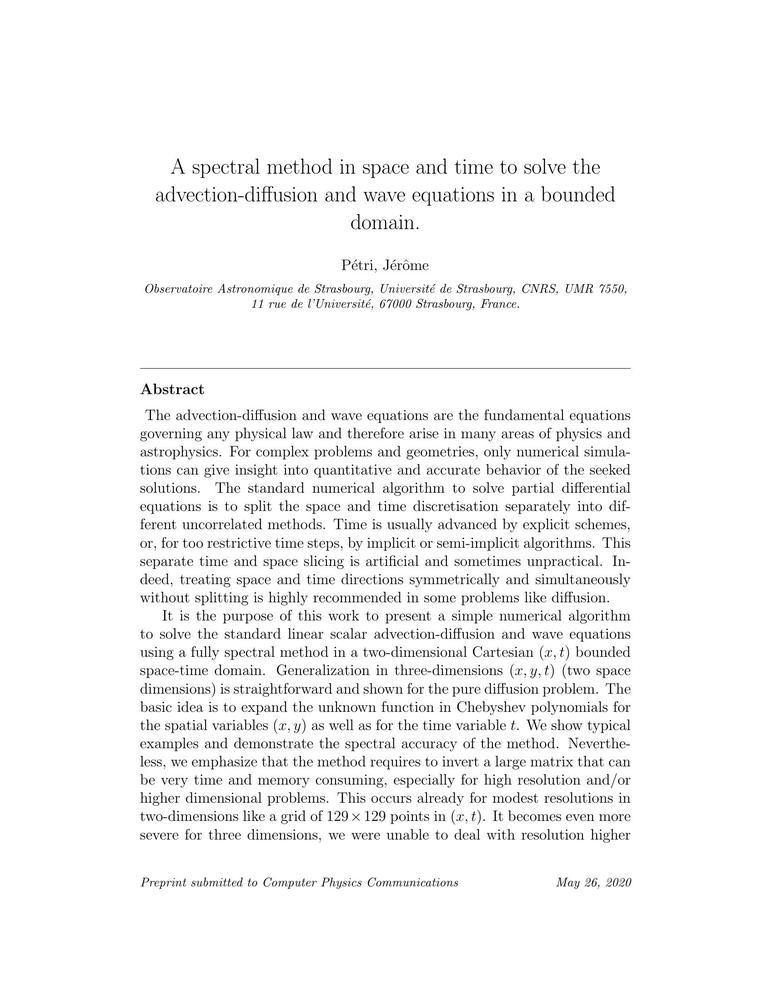 A spectral method in space and time to solve the
advection-diffusion and wave equations in a bounded
domain.
Pétri, Jérôme
Observatoire Astronomique de Strasbourg, Université de Strasbourg, CNRS, UMR 7550,
11 rue de l'Université, 67000 Strasbourg, France.
Abstract
The advection-diffusion and wave equations are the fundamental equations
governing any physical law and therefore arise in many areas of physics and
astrophysics. For complex problems and geometries, only numerical simula-
tions can give insight into quantitative and accurate behavior of the seeked
solutions. The standard numerical algorithm to solve partial differential
equations is to split the space and time discretisation separately into dif-
ferent uncorrelated methods. Time is usually advanced by explicit schemes,
or, for too restrictive time steps, by implicit or semi-implicit algorithms. This
separate time and space slicing is artificial and sometimes unpractical. In-
deed, treating space and time directions symmetrically and simultaneously
without splitting is highly recommended in some problems like diffusion.
It is the purpose of this work to present a simple numerical algorithm
to solve the standard linear scalar advection-diffusion and wave equations
using a fully spectral method in a two-dimensional Cartesian (x, t) bounded
space-time domain. Generalization in three-dimensions (x, y, t) (two space
dimensions) is straightforward and shown for the pure diffusion problem. The
basic idea is to expand the unknown function in Chebyshev polynomials for
the spatial variables (x, y) as well as for the time variable t. We show typical
examples and demonstrate the spectral accuracy of the method. Neverthe-
less, we emphasize that the method requires to invert a large matrix that can
be very time and memory consuming, especially for high resolution and/or
higher dimensional problems. This occurs already for modest resolutions in
two-dimensions like a grid of 129 × 129 points in (x, t). It becomes even more
severe for three dimensions, we were unable to deal with resolution higher
Preprint submitted to Computer Physics Communications May 26, 2020